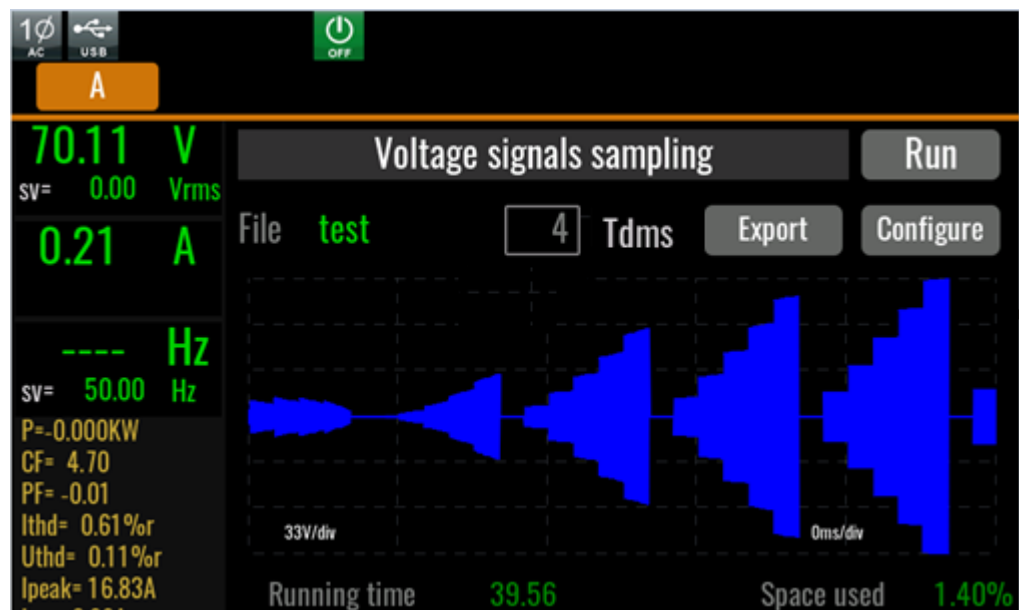 1Ø
AC USB OFF
A
70.11 V
sv= 0.00 Vrms
0.21 A
---- Hz
sv= 50.00 Hz
P=-0.000KW
CF= 4.70
PF= -0.01
Ithd= 0.61%r
Uthd= 0.11%r
Ipeak= 16.83A
Voltage signals sampling Run
File test 4 Tdms Export Configure
33V/div 0ms/div
Running time 39.56 Space used 1.40%